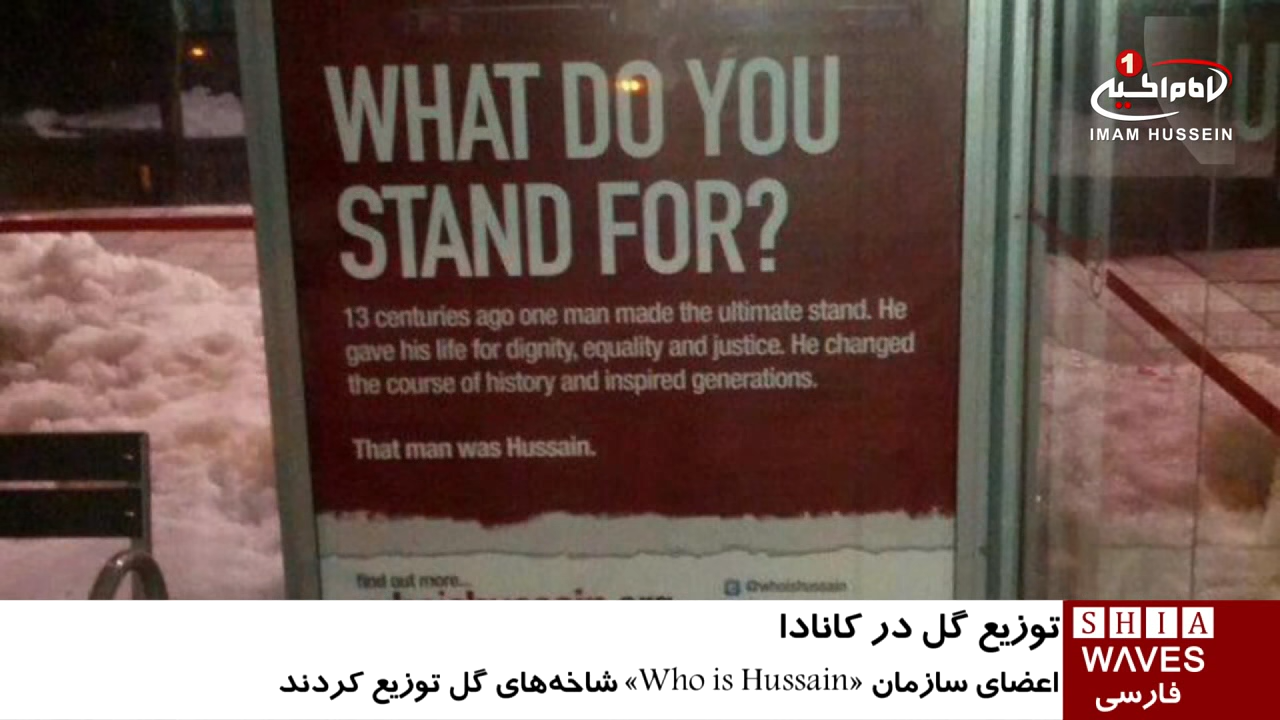 WHAT DO YOU
STAND FOR?
13 centuries ago one man made the ultimate stand. He
gave his life for dignity, equality and justice. He changed
the course of history and inspired generations.
That man was Hussain.
find out more...
@whoishussain
1
IMAM HUSSEIN
توزیع گل در کانادا
اعضای سازمان «Who is Hussain» شاخه‌های گل توزیع کردند
SHIA
WAVES
فارسی